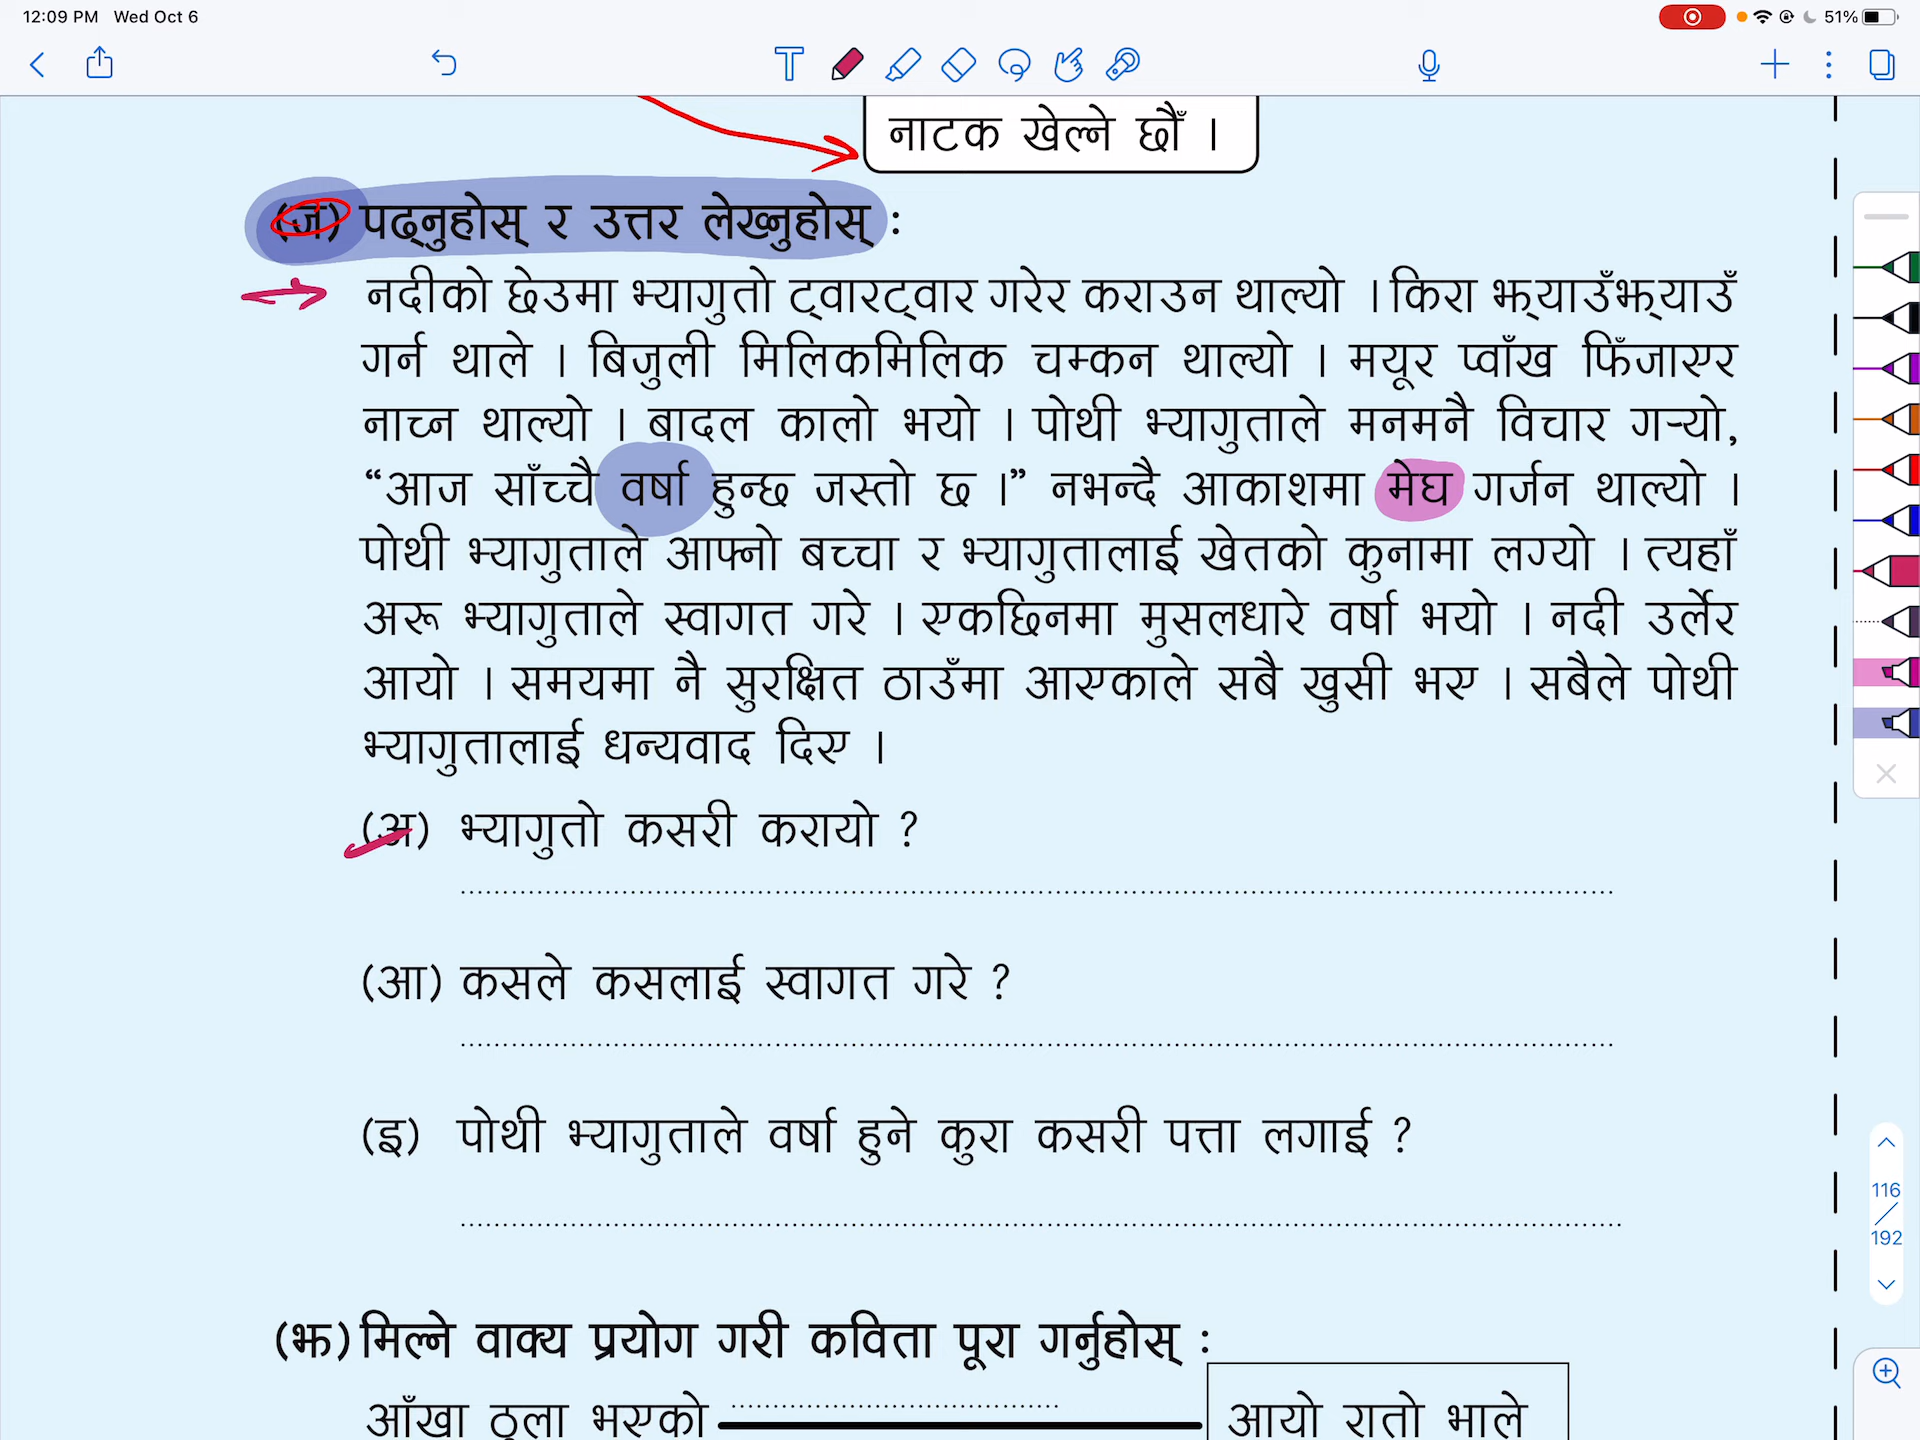 12:09 PM Wed Oct 6
51%
नाटक खेल्ने छौँ ।
(ज) पढ्नुहोस् र उत्तर लेख्नुहोस् :
नदीको छेउमा भ्यागुतो ट्वारट्वार गरेर कराउन थाल्यो । किरा झ्याउँझ्याउँ
गर्न थाले । बिजुली मिलिकमिलिक चम्कन थाल्यो । मयूर प्वाँख फिँजाएर
नाच्न थाल्यो । बादल कालो भयो । पोथी भ्यागुताले मनमनै विचार गऱ्यो,
“आज साँच्चै वर्षा हुन्छ जस्तो छ ।” नभन्दै आकाशमा मेघ गर्जन थाल्यो ।
पोथी भ्यागुताले आफ्नो बच्चा र भ्यागुतालाई खेतको कुनामा लग्यो । त्यहाँ
अरू भ्यागुताले स्वागत गरे । एकछिनमा मुसलधारे वर्षा भयो । नदी उर्लेर
आयो । समयमा नै सुरक्षित ठाउँमा आएकाले सबै खुसी भए । सबैले पोथी
भ्यागुतालाई धन्यवाद दिए ।
(अ) भ्यागुतो कसरी करायो ?
(आ) कसले कसलाई स्वागत गरे ?
(इ) पोथी भ्यागुताले वर्षा हुने कुरा कसरी पत्ता लगाई ?
116
192
(झ) मिल्ने वाक्य प्रयोग गरी कविता पूरा गर्नुहोस् :
आँखा ठुला भएको
आयो रातो भाले